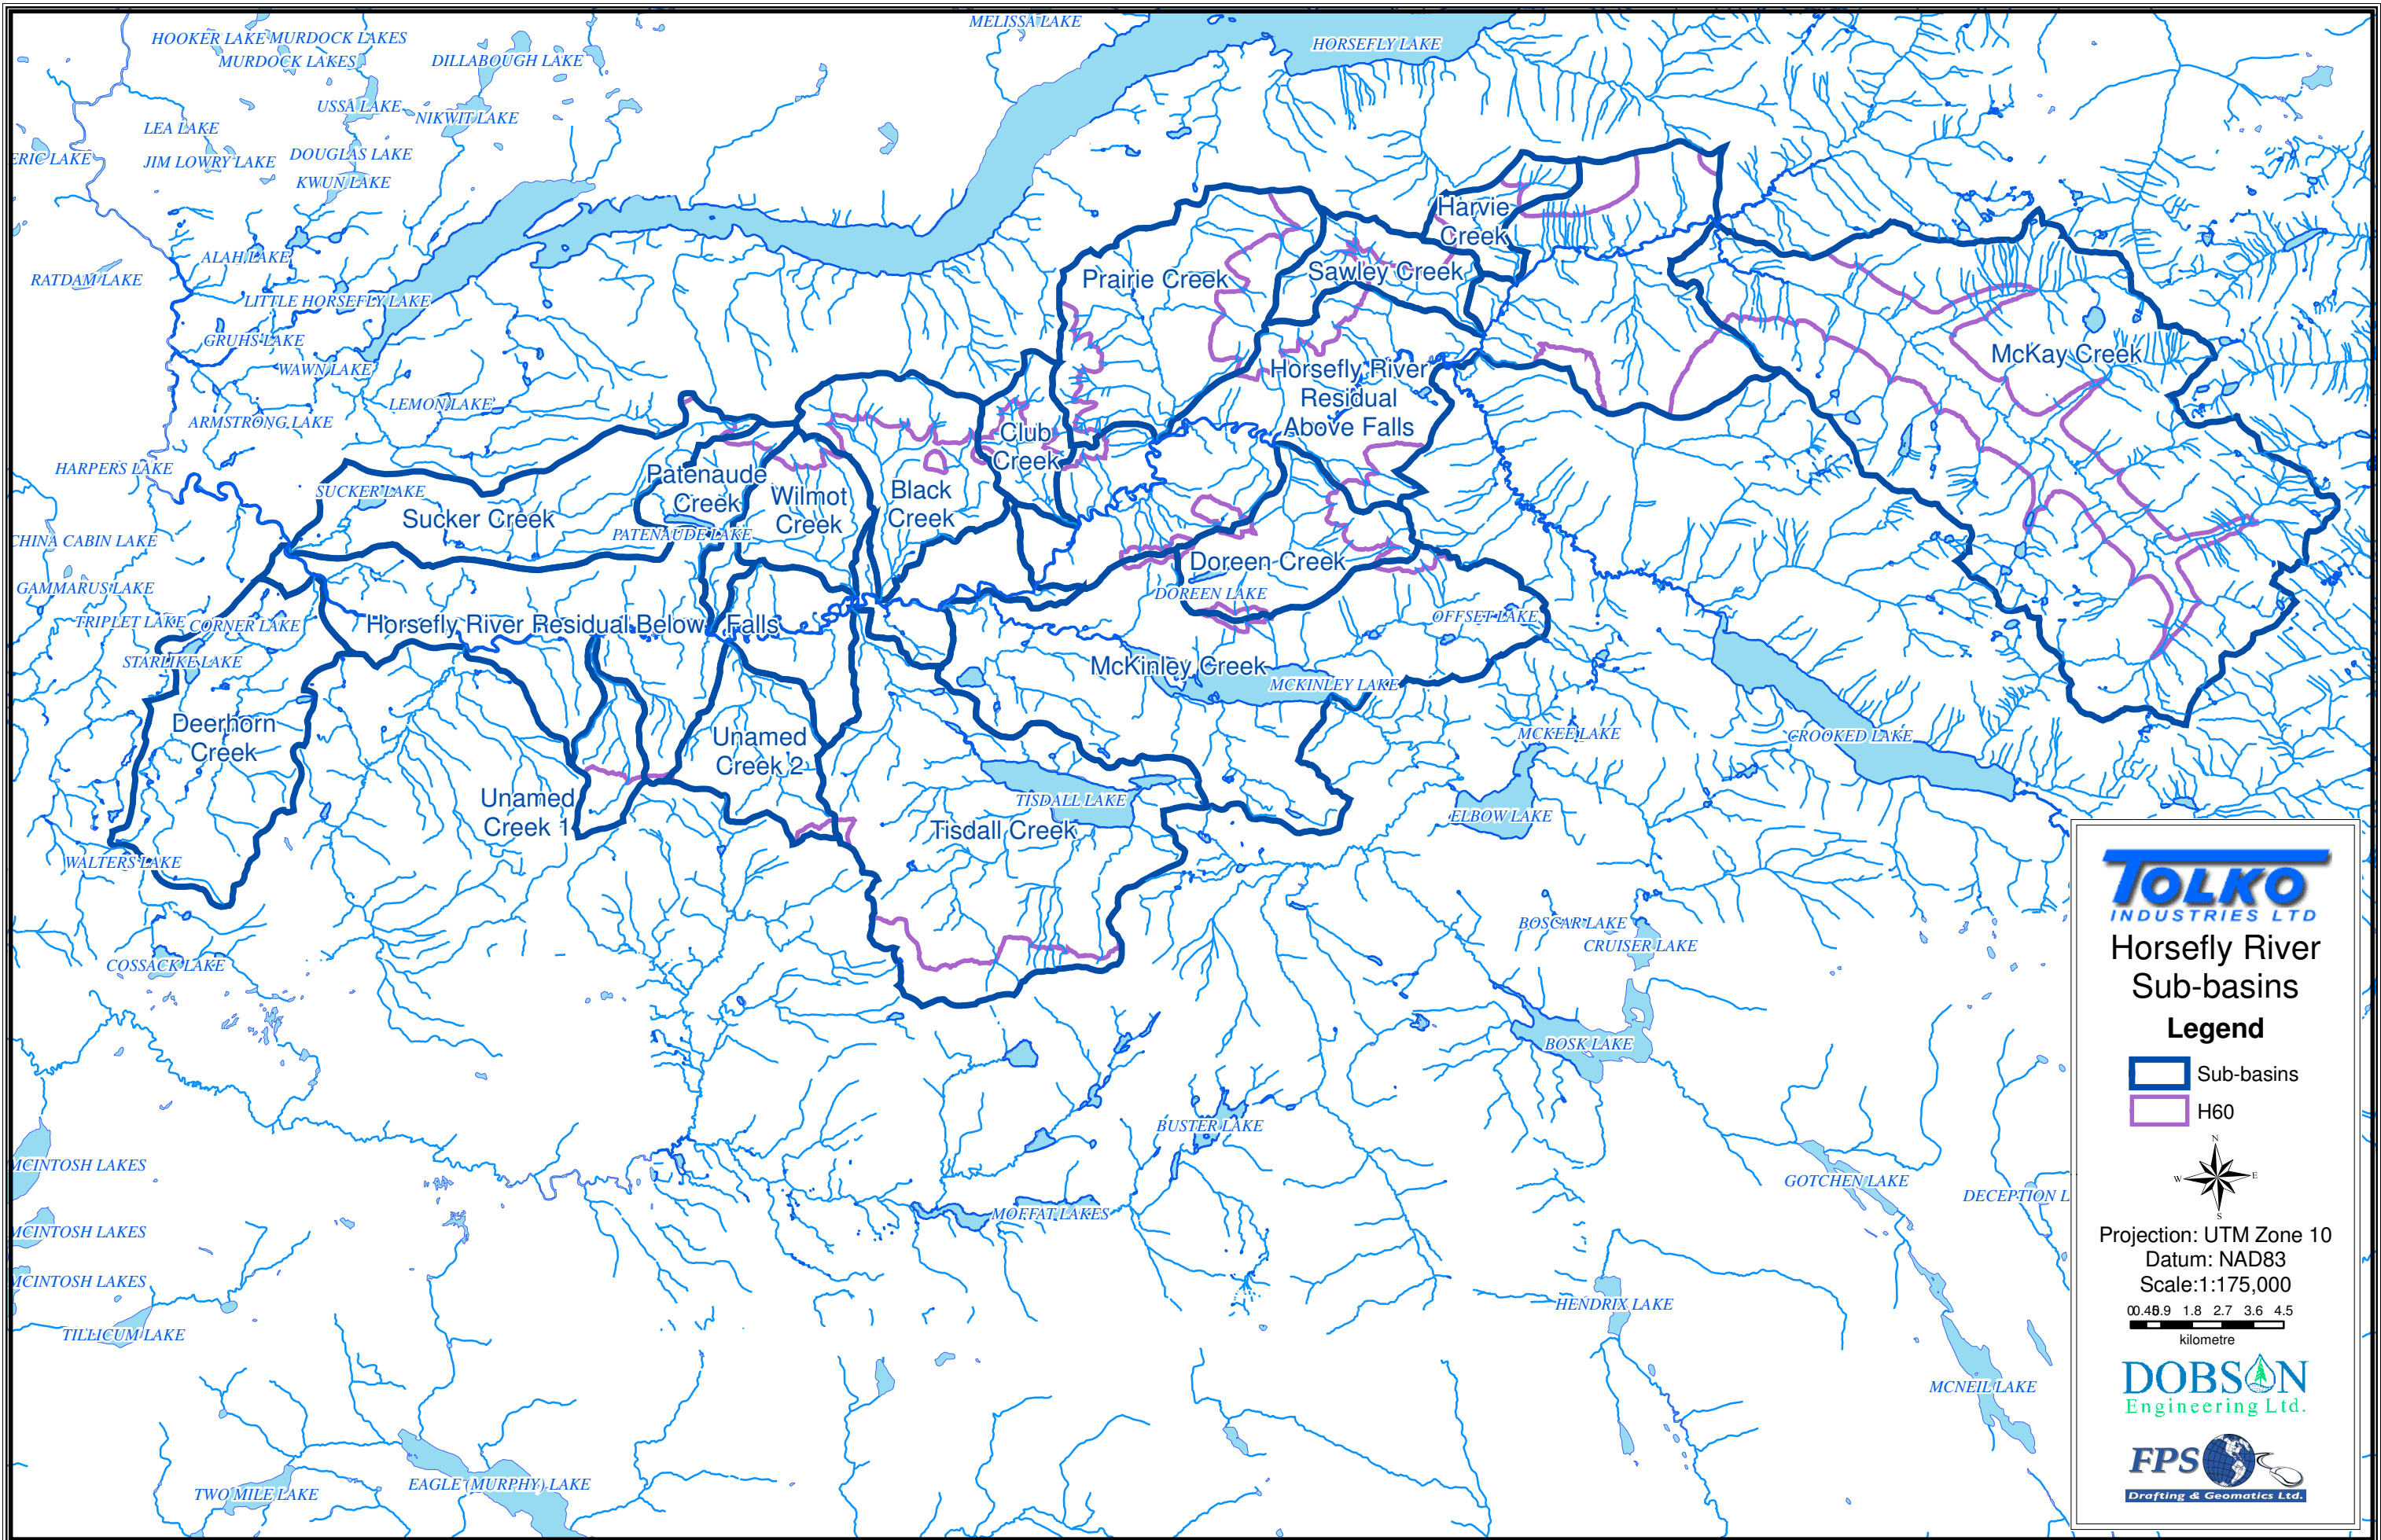 MELISSA LAKE
HOOKER LAKE
MURDOCK LAKES
HORSEFLY LAKE
MURDOCK LAKES
DILLABOUGH LAKE
USSA LAKE
NIKWIT LAKE
LEA LAKE
ERIC LAKE
JIM LOWRY LAKE
DOUGLAS LAKE
KWUN LAKE
Harvie
Creek
ALAH LAKE
RATDAM LAKE
Prairie Creek
Sawley Creek
LITTLE HORSEFLY LAKE
GRUHS LAKE
WAWN LAKE
McKay Creek
Horsefly River
Residual
Above Falls
LEMON LAKE
ARMSTRONG LAKE
Club
Creek
HARPERS LAKE
Patenaude
Creek
SUCKER LAKE
Wilmot
Creek
Black
Creek
Sucker Creek
PATENAUDE LAKE
CHINA CABIN LAKE
Doreen Creek
GAMMARUS LAKE
DOREEN LAKE
TRIPLET LAKE
CORNER LAKE
Horsefly River Residual Below Falls
OFFSET LAKE
STARLIKE LAKE
McKinley Creek
MCKINLEY LAKE
Deerhorn
Creek
Unamed
Creek 2
MCKEE LAKE
CROOKED LAKE
Unamed
Creek 1
TISDALL LAKE
Tisdall Creek
ELBOW LAKE
WALTERS LAKE
BOSCAR LAKE
CRUISER LAKE
COSSACK LAKE
BOSK LAKE
BUSTER LAKE
MCINTOSH LAKES
GOTCHEN LAKE
DECEPTION L
MOFFAT LAKES
MCINTOSH LAKES
MCINTOSH LAKES
HENDRIX LAKE
TILLICUM LAKE
MCNEIL LAKE
EAGLE (MURPHY) LAKE
TWO MILE LAKE
TOLKO
INDUSTRIES LTD
Horsefly River
Sub-basins
Legend
Sub-basins
H60
N
W E
S
Projection: UTM Zone 10
Datum: NAD83
Scale:1:175,000
0 0.45 0.9 1.8 2.7 3.6 4.5
kilometre
DOBSON
Engineering Ltd.
FPS
Drafting & Geomatics Ltd.